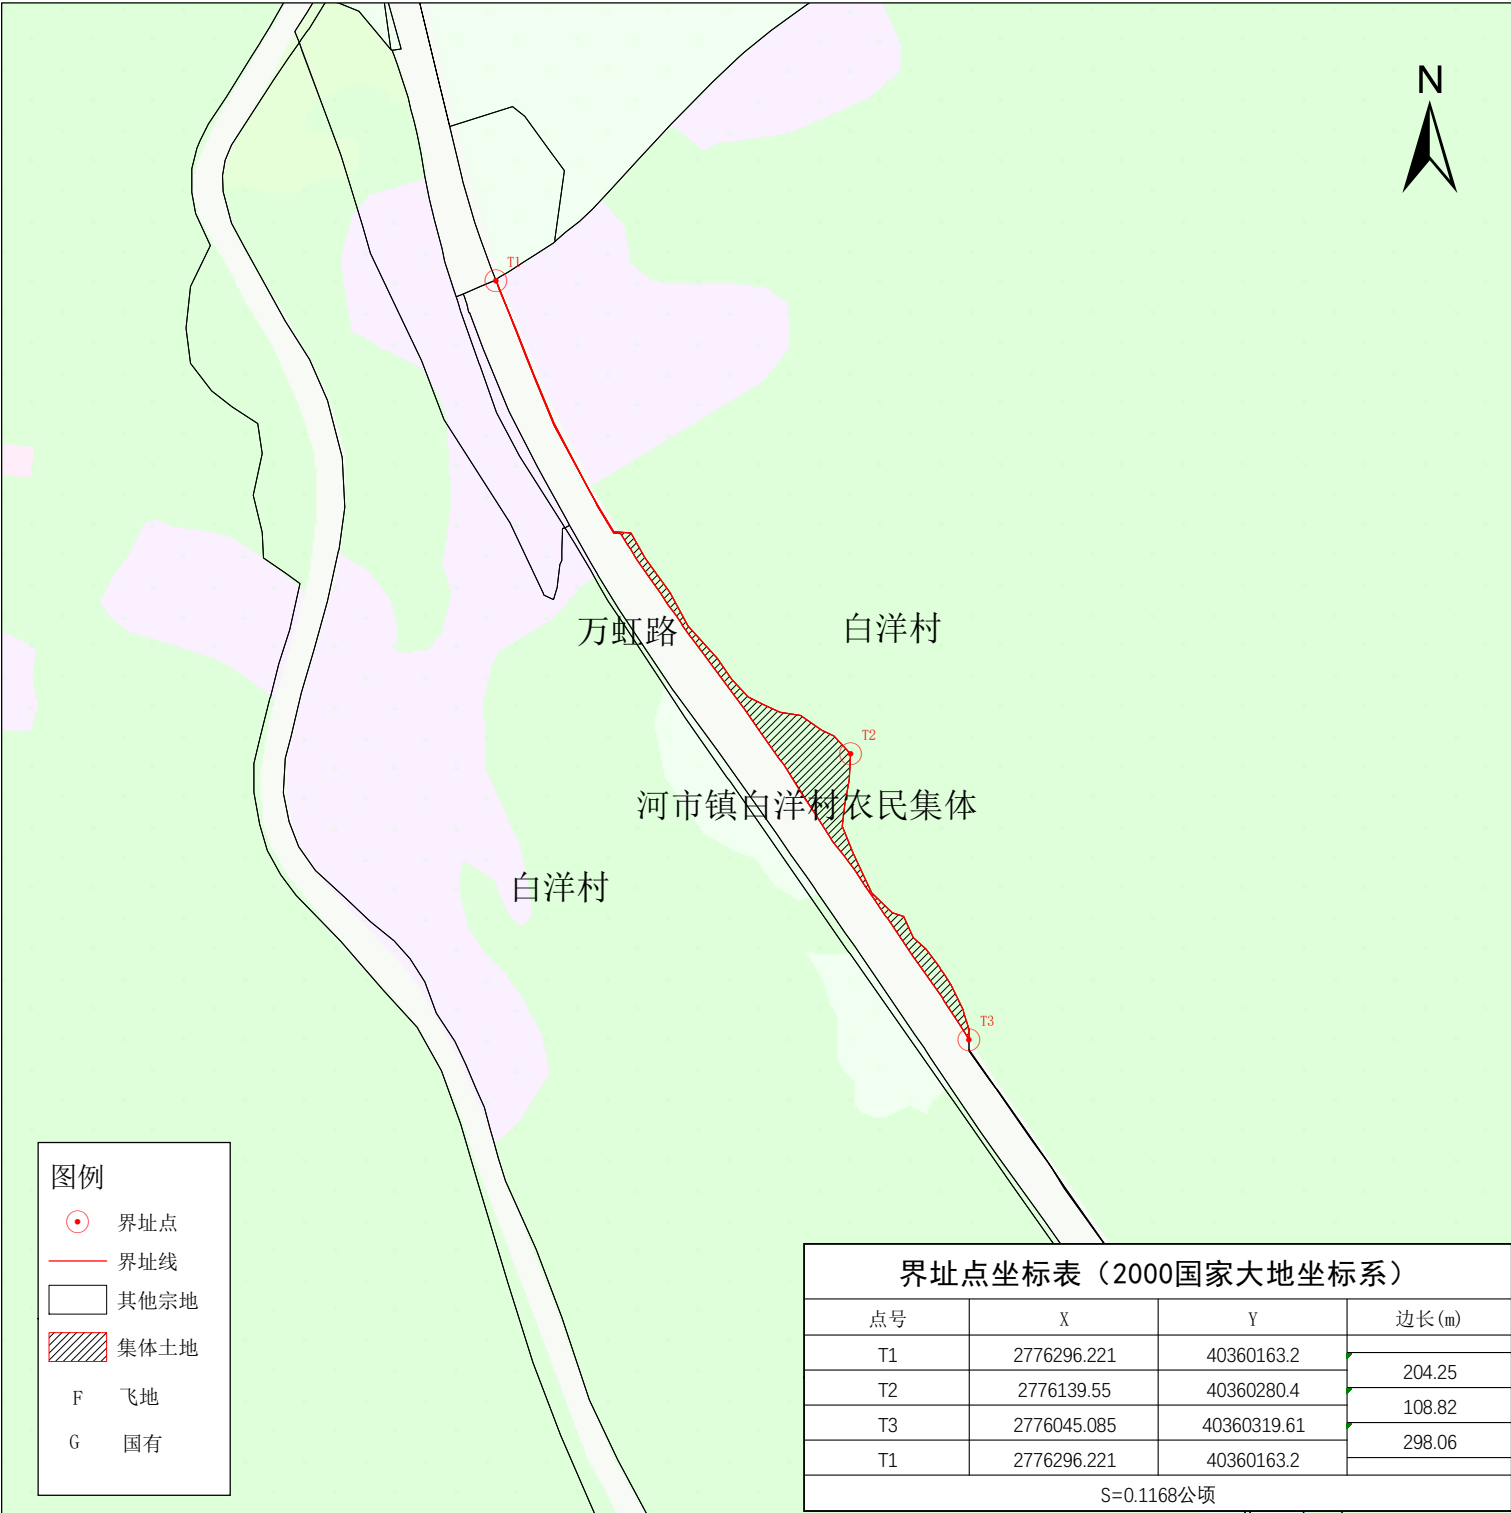 N
T1
万虹路
白洋村
T2
河市镇白洋村农民集体
白洋村
T3
图例
界址点
界址线
其他宗地
集体土地
F 飞地
G 国有
界址点坐标表（2000国家大地坐标系）
点号 X Y 边长(m)
T1 2776296.221 40360163.2
204.25
T2 2776139.55 40360280.4
108.82
T3 2776045.085 40360319.61
298.06
T1 2776296.221 40360163.2
S=0.1168公顷